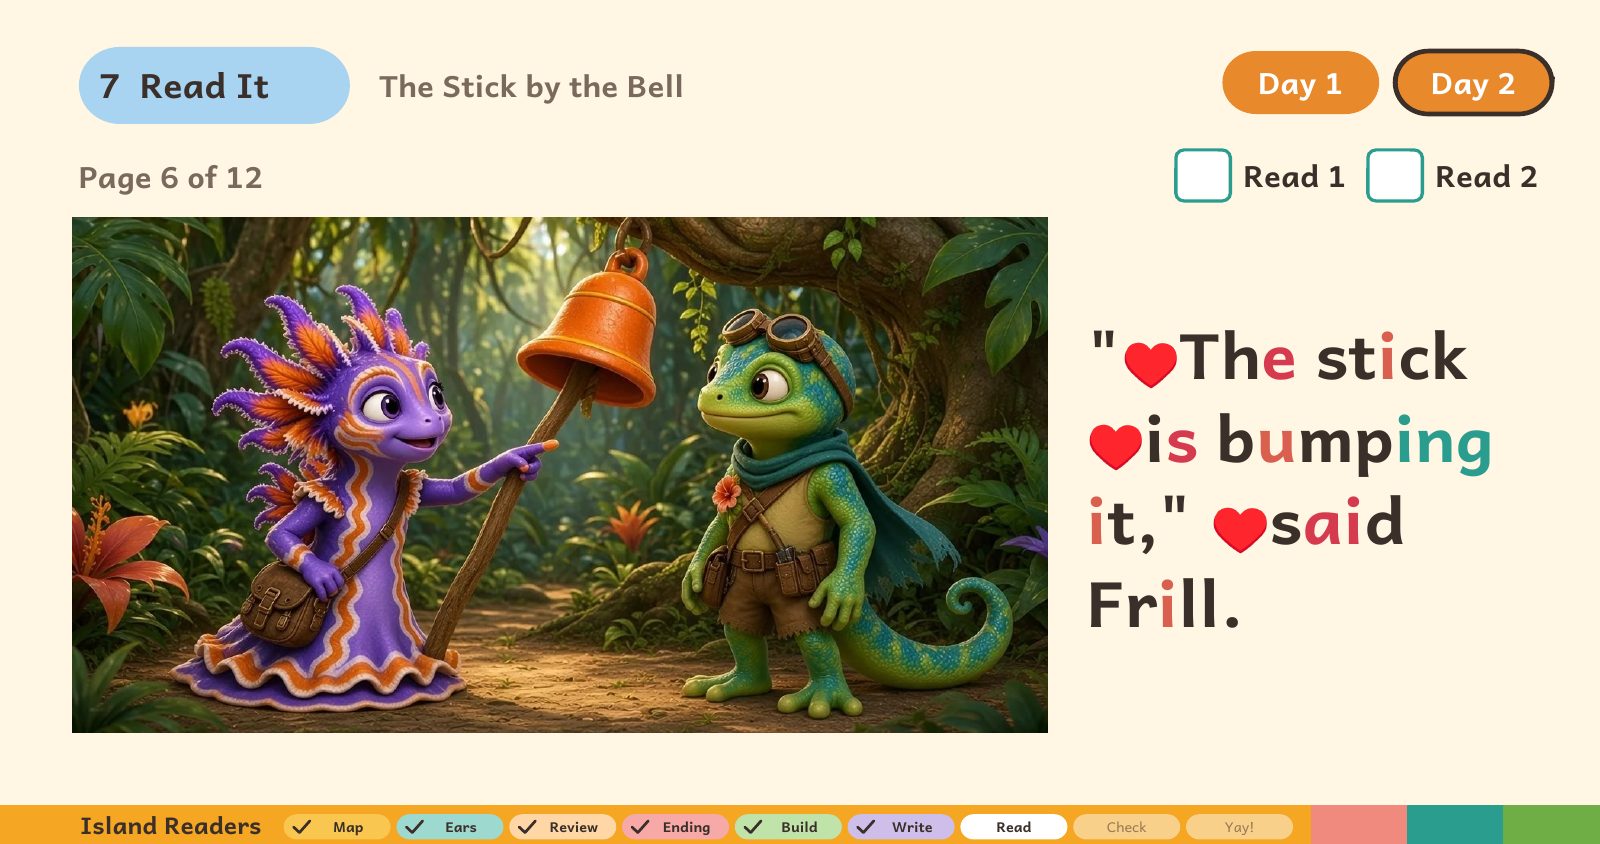 7 Read It
The Stick by the Bell
Day 1
Day 2
Page 6 of 12
Read 1
Read 2
"The stick
is bumping
it," said
Frill.
Island Readers
Map
Ears
Review
Ending
Build
Write
Read
Check
Yay!